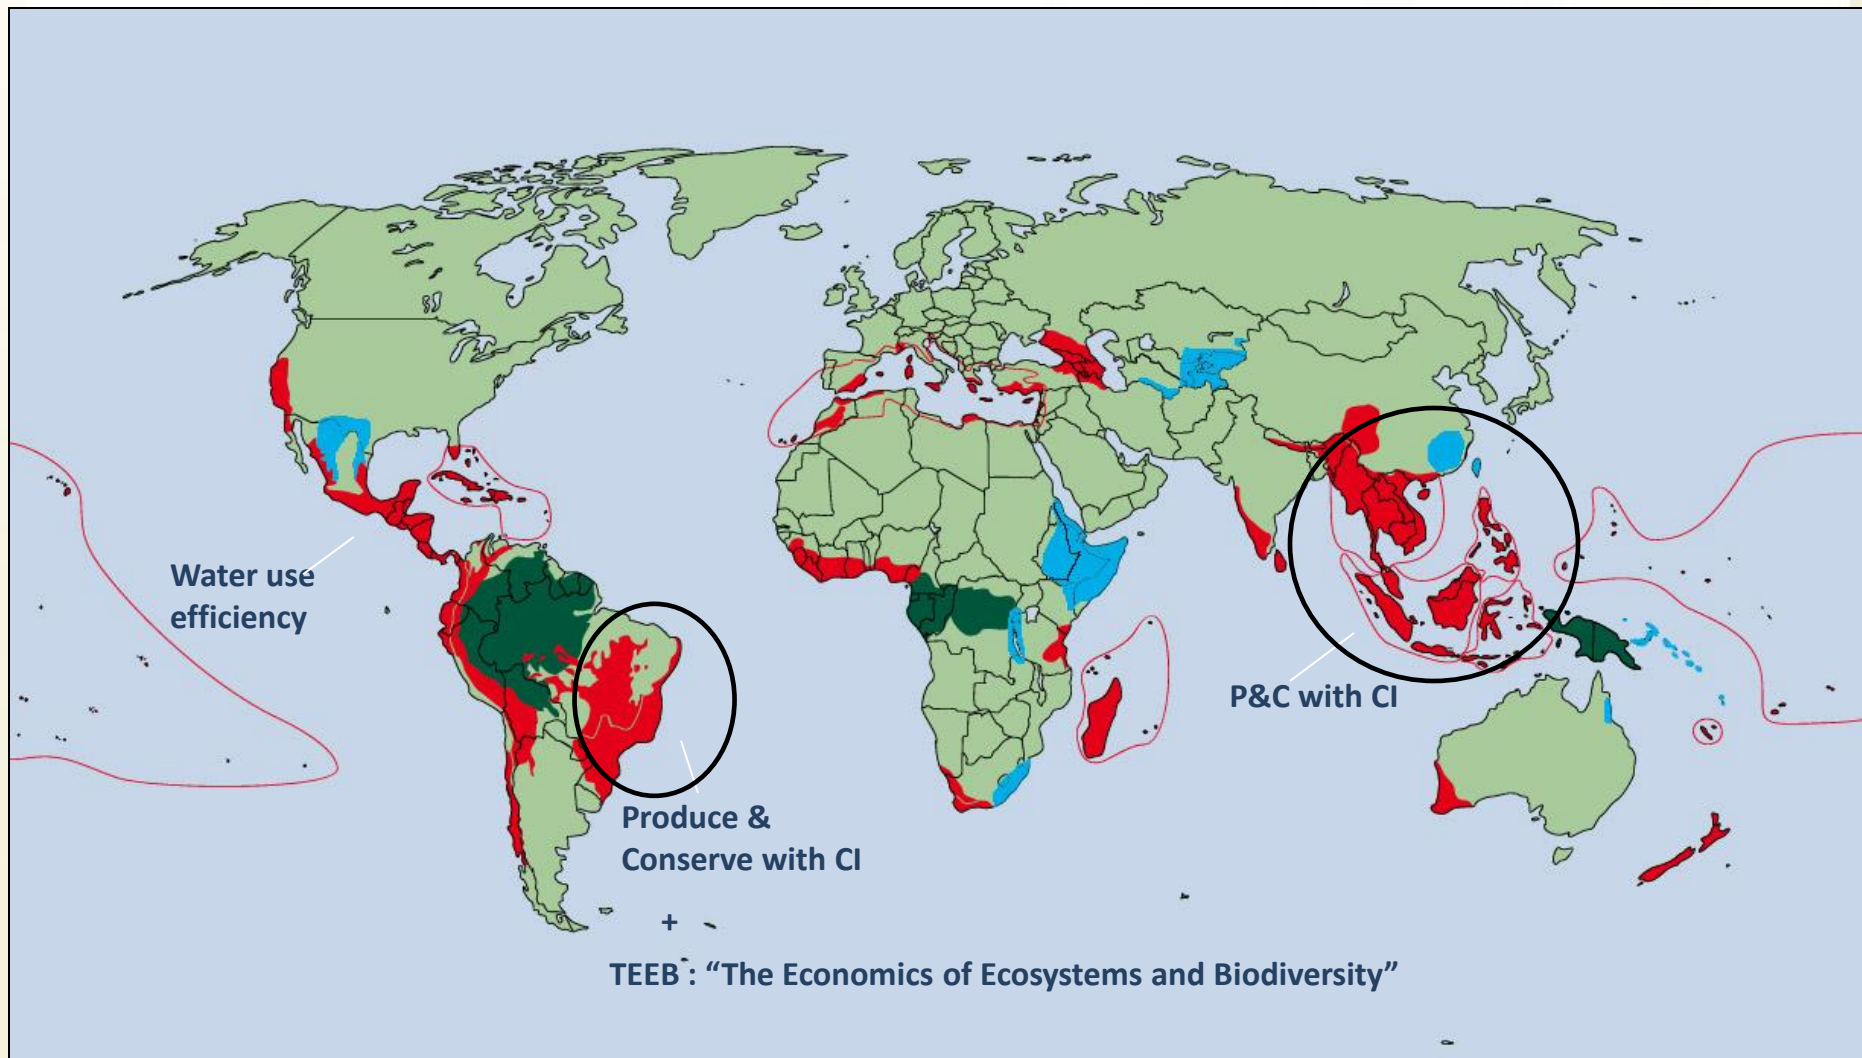 Water use
efficiency
P&C with CI
Produce &
Conserve with CI
+
TEEB : “The Economics of Ecosystems and Biodiversity”